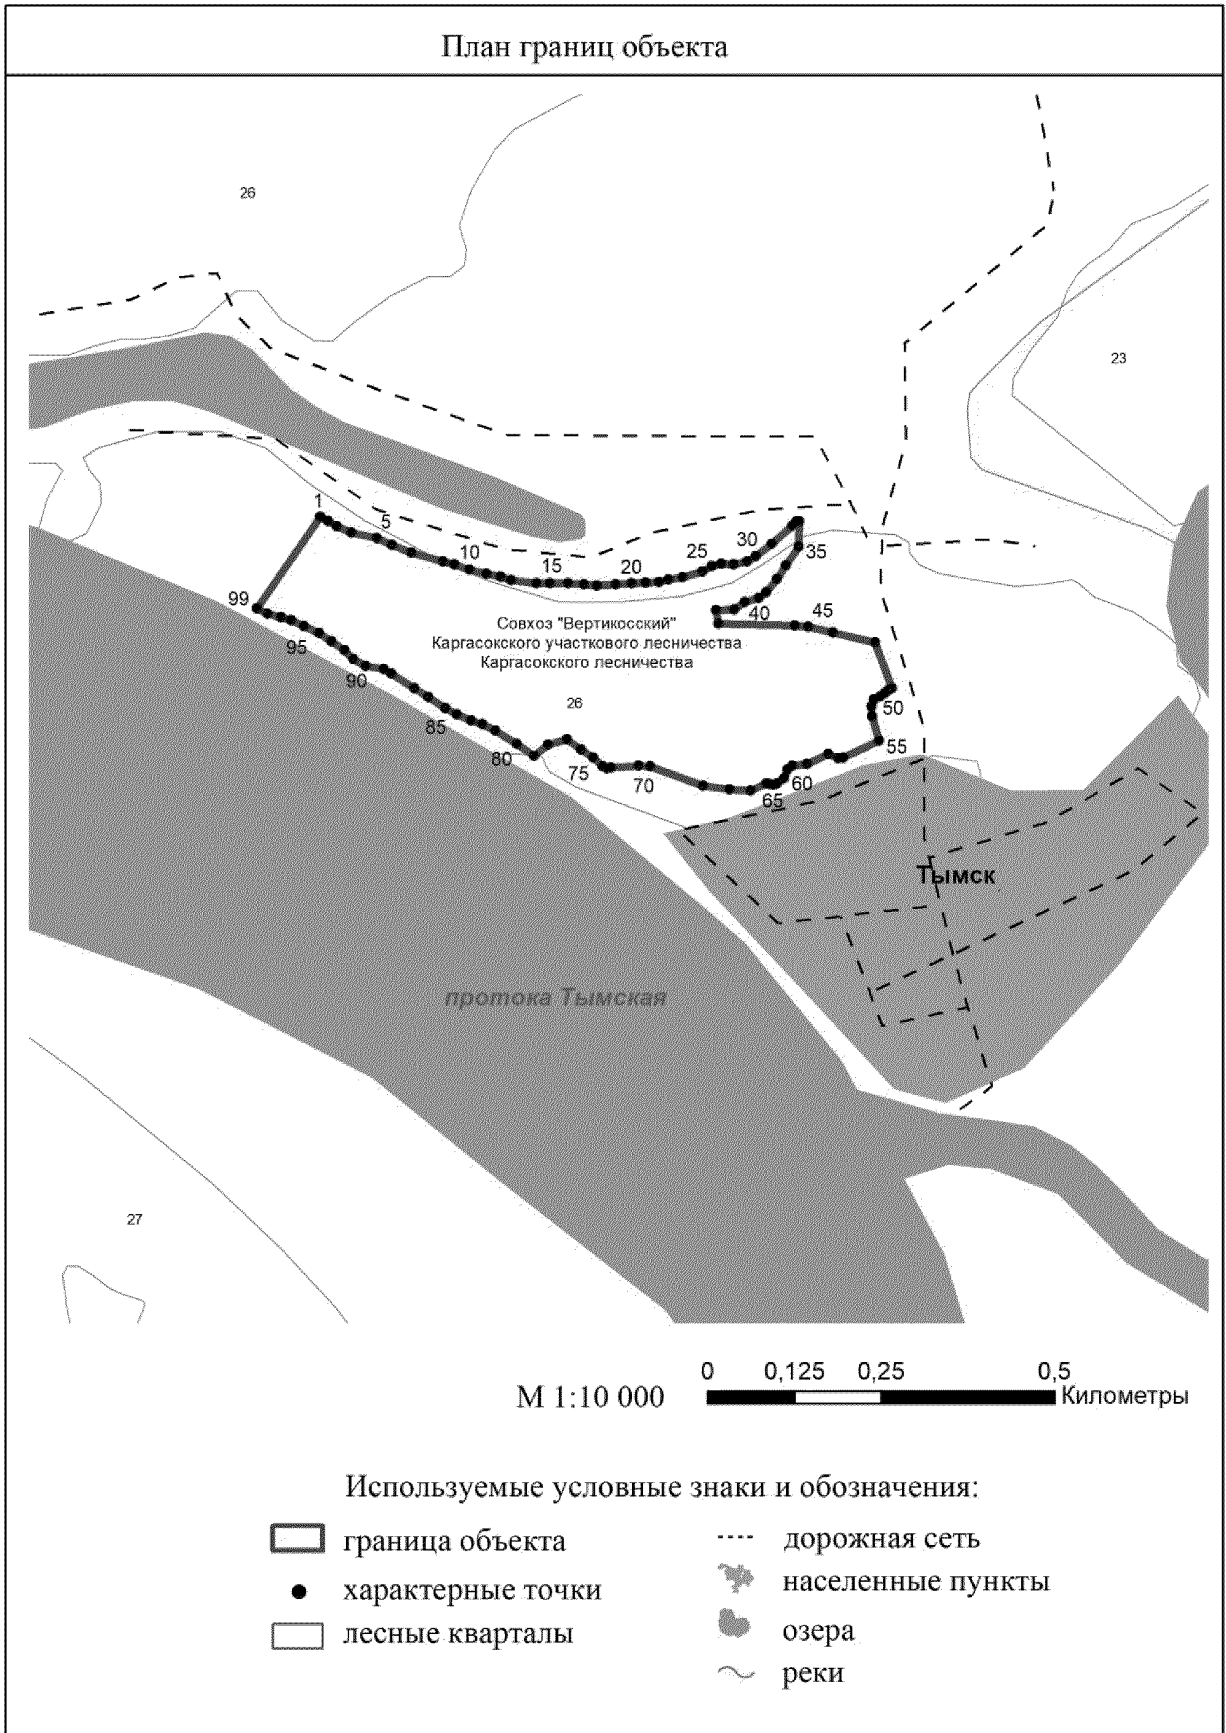 План границ объекта
26
23
1
5
10
15
20
25
30
35
99
40
45
Совхоз "Вертикосский"
Каргасокского участкового лесничества
Каргасокского лесничества
95
90
26
50
85
55
80
75
70
60
65
Тымск
протока Тымская
27
0 0,125 0,25 0,5
М 1:10 000 Километры
Используемые условные знаки и обозначения:
граница объекта
дорожная сеть
характерные точки
населенные пункты
лесные кварталы
озера
реки